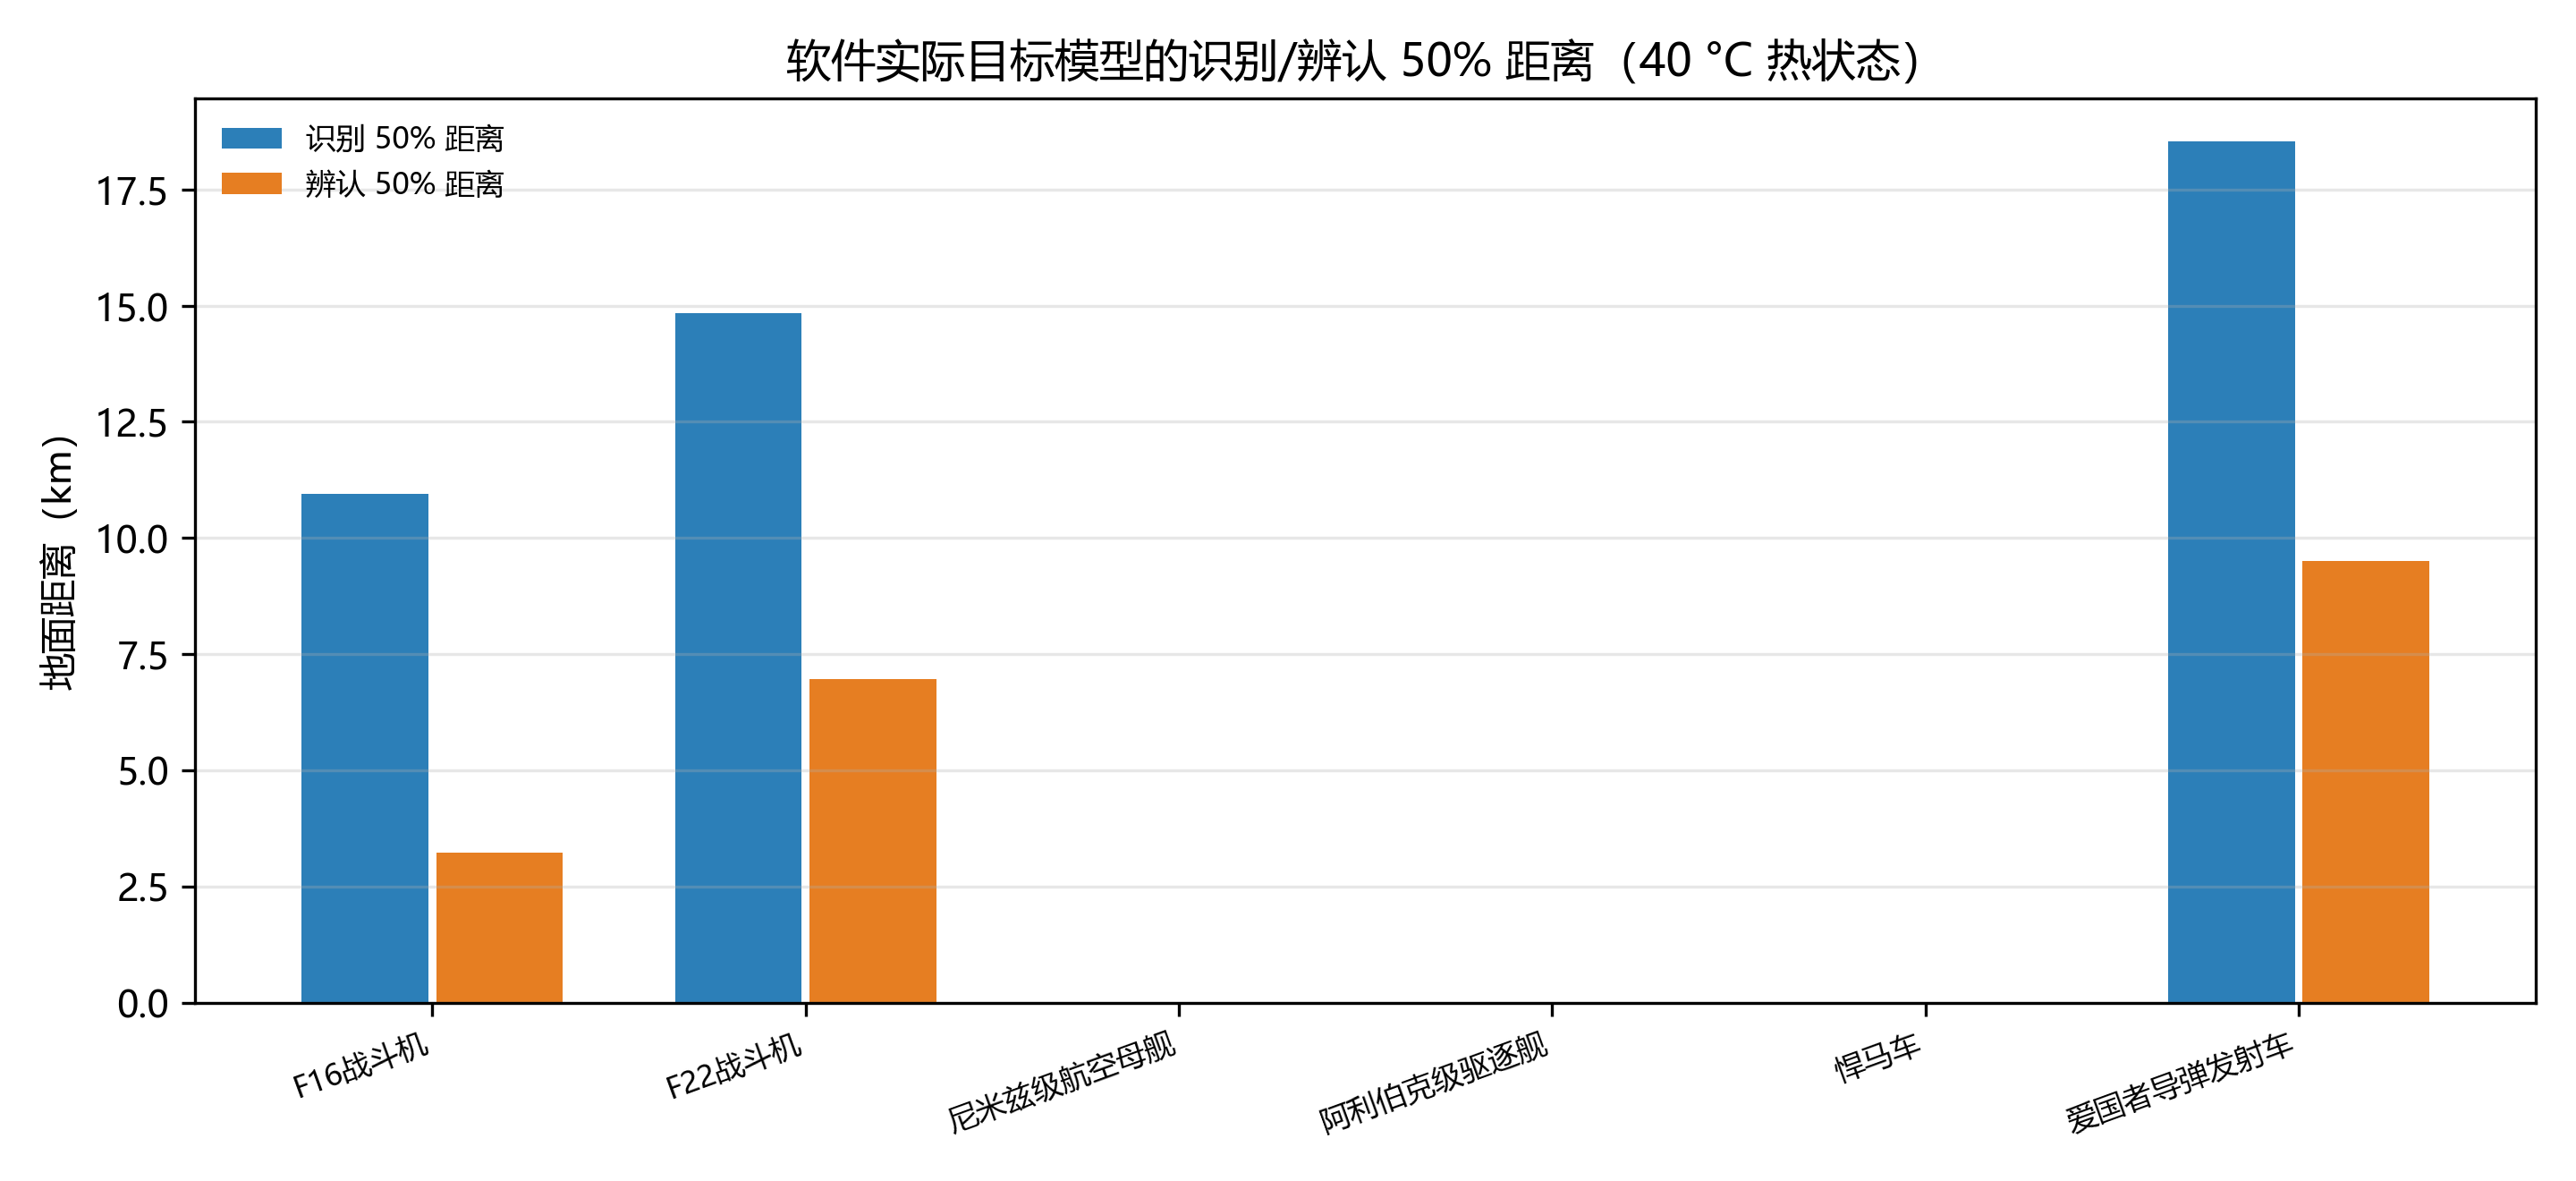 软件实际目标模型的识别/辨认 50% 距离（40 °C 热状态）
识别 50% 距离
辨认 50% 距离
地面距离（km）
17.5
15.0
12.5
10.0
7.5
5.0
2.5
0.0
F16战斗机
F22战斗机
尼米兹级航空母舰
阿利伯克级驱逐舰
悍马车
爱国者导弹发射车